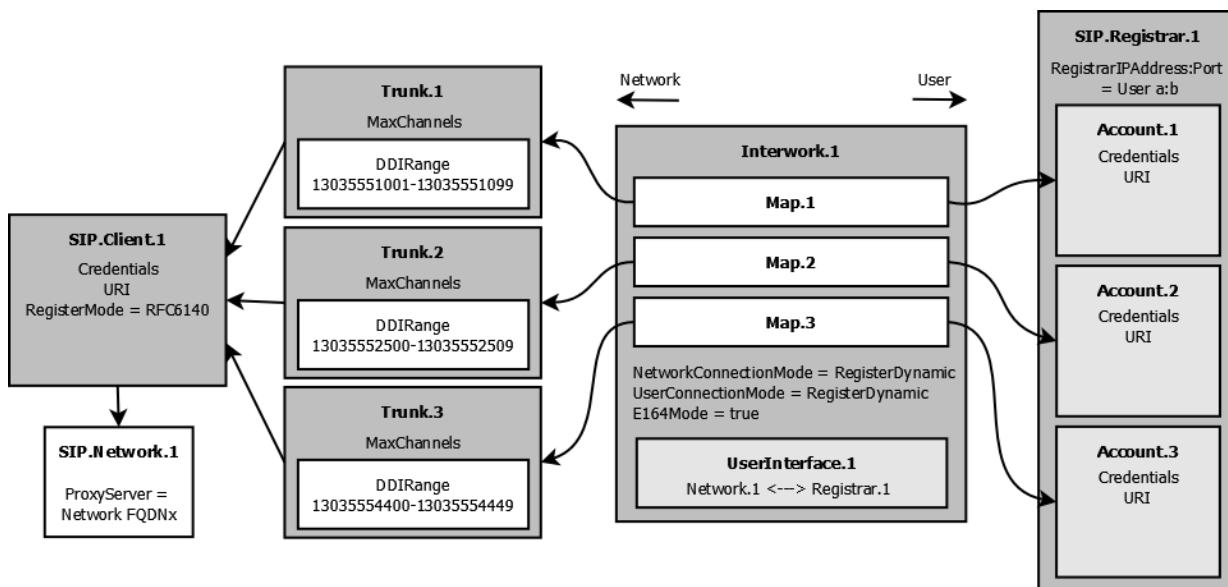 SIP.Client.1
Credentials
URI
RegisterMode = RFC6140
SIP.Network.1
ProxyServer =
Network FQDNx
Trunk.1
MaxChannels
DDIRange
13035551001-13035551099
Trunk.2
MaxChannels
DDIRange
13035552500-13035552509
Trunk.3
MaxChannels
DDIRange
13035554400-13035554449
Network
User
Interwork.1
Map.1
Map.2
Map.3
NetworkConnectionMode = RegisterDynamic
UserConnectionMode = RegisterDynamic
E164Mode = true
UserInterface.1
Network.1 <---> Registrar.1
SIP.Registrar.1
RegistrarIPAddress:Port
= User a:b
Account.1
Credentials
URI
Account.2
Credentials
URI
Account.3
Credentials
URI